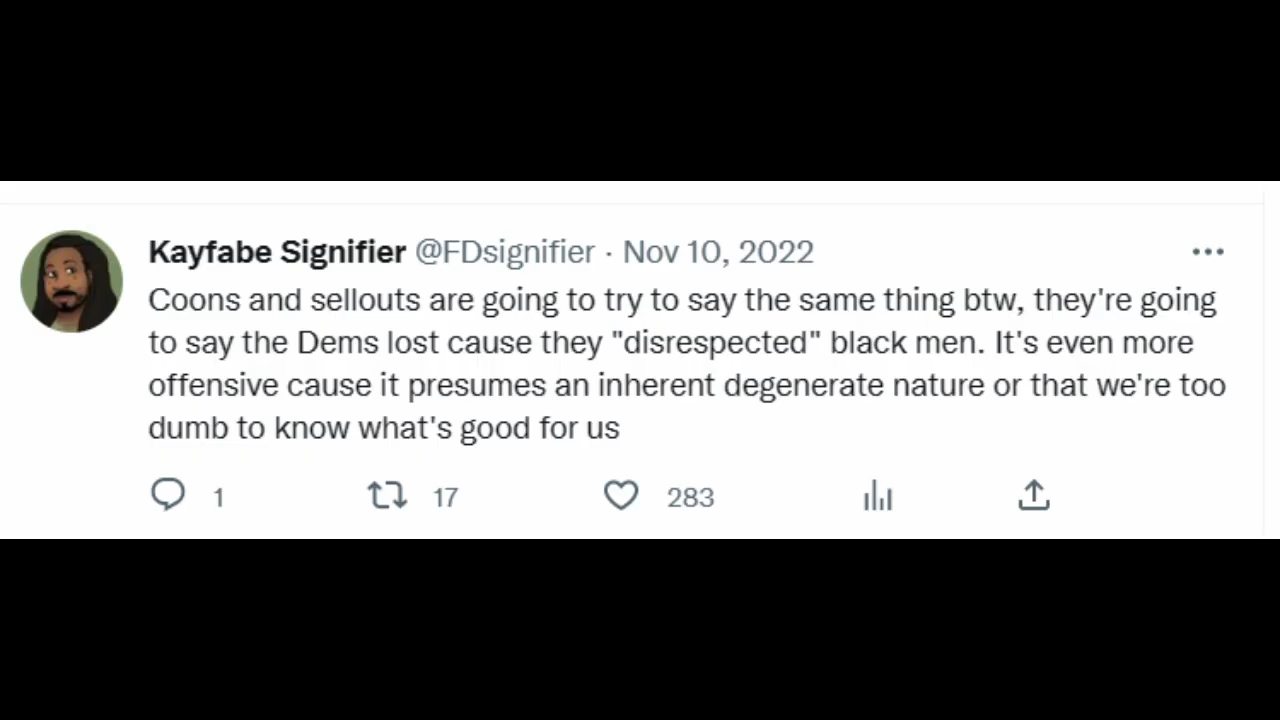 Kayfabe Signifier @FDsignifier · Nov 10, 2022
Coons and sellouts are going to try to say the same thing btw, they're going
to say the Dems lost cause they "disrespected" black men. It's even more
offensive cause it presumes an inherent degenerate nature or that we're too
dumb to know what's good for us
1 17 283